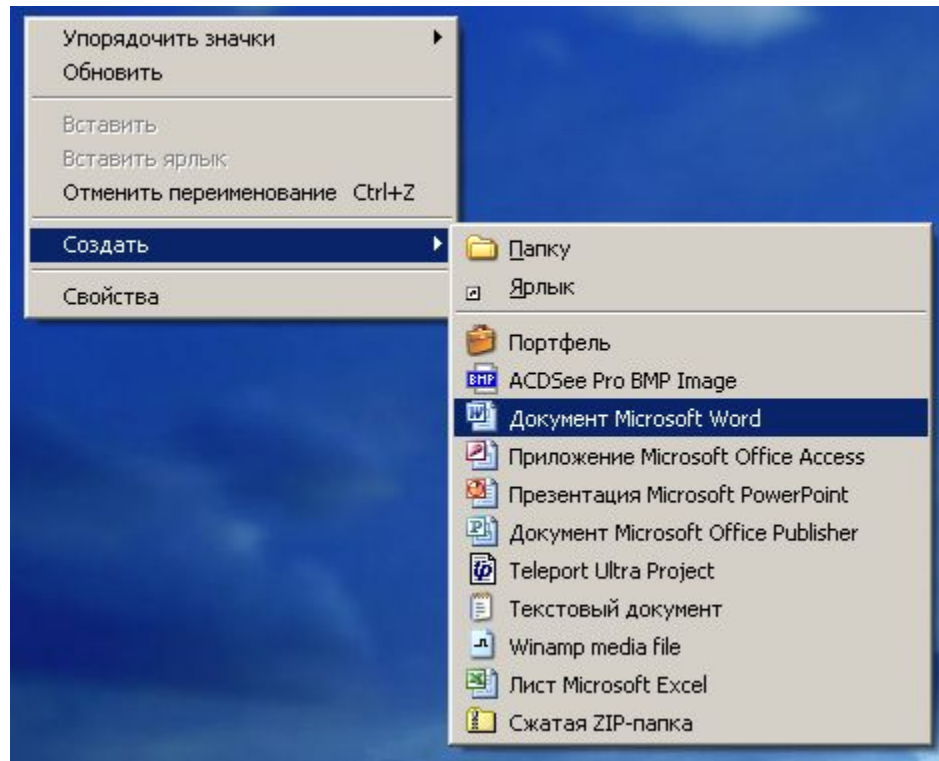 Упорядочить значки
Обновить
Вставить
Вставить ярлык
Отменить переименование Ctrl+Z
Создать
Свойства
Папку
Ярлык
Портфель
BMP ACDSee Pro BMP Image
Документ Microsoft Word
Приложение Microsoft Office Access
Презентация Microsoft PowerPoint
Документ Microsoft Office Publisher
Teleport Ultra Project
Текстовый документ
Winamp media file
Лист Microsoft Excel
Сжатая ZIP-папка